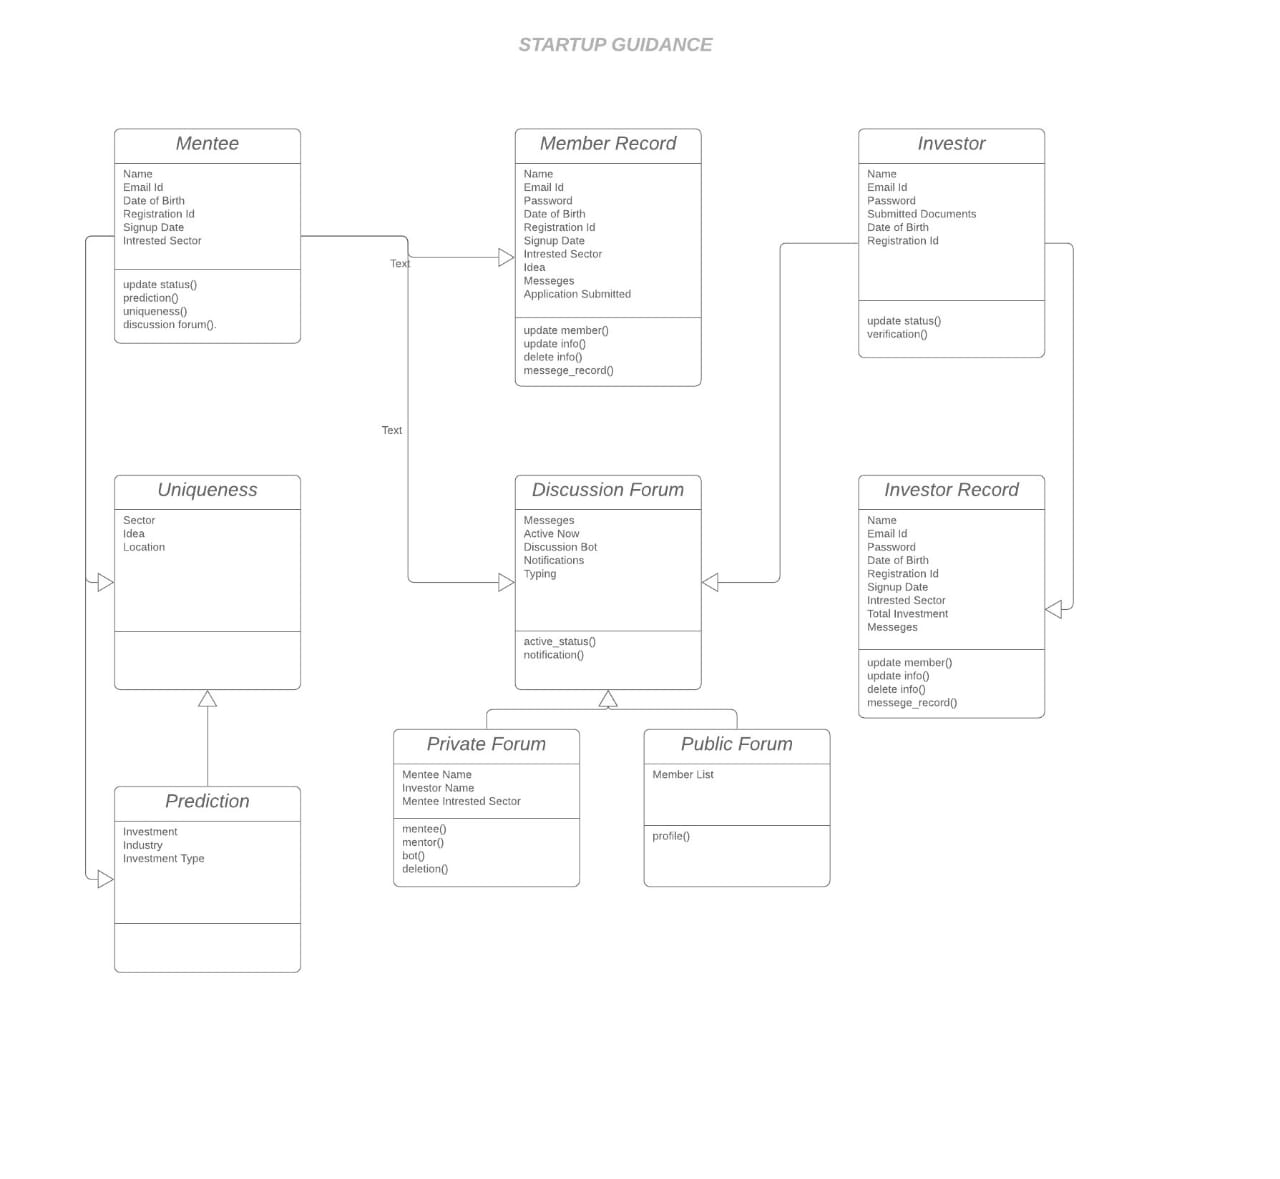 STARTUP GUIDANCE
Mentee
Name
Email Id
Date of Birth
Registration Id
Signup Date
Intrested Sector
update status()
prediction()
uniqueness()
discussion forum().
Text
Text
Member Record
Name
Email Id
Password
Date of Birth
Registration Id
Signup Date
Intrested Sector
Idea
Messeges
Application Submitted
update member()
update info()
delete info()
messege_record()
Investor
Name
Email Id
Password
Submitted Documents
Date of Birth
Registration Id
update status()
verification()
Uniqueness
Sector
Idea
Location
Discussion Forum
Messeges
Active Now
Discussion Bot
Notifications
Typing
active_status()
notification()
Investor Record
Name
Email Id
Password
Date of Birth
Registration Id
Signup Date
Intrested Sector
Total Investment
Messeges
update member()
update info()
delete info()
messege_record()
Prediction
Investment
Industry
Investment Type
Private Forum
Mentee Name
Investor Name
Mentee Intrested Sector
mentee()
mentor()
bot()
deletion()
Public Forum
Member List
profile()